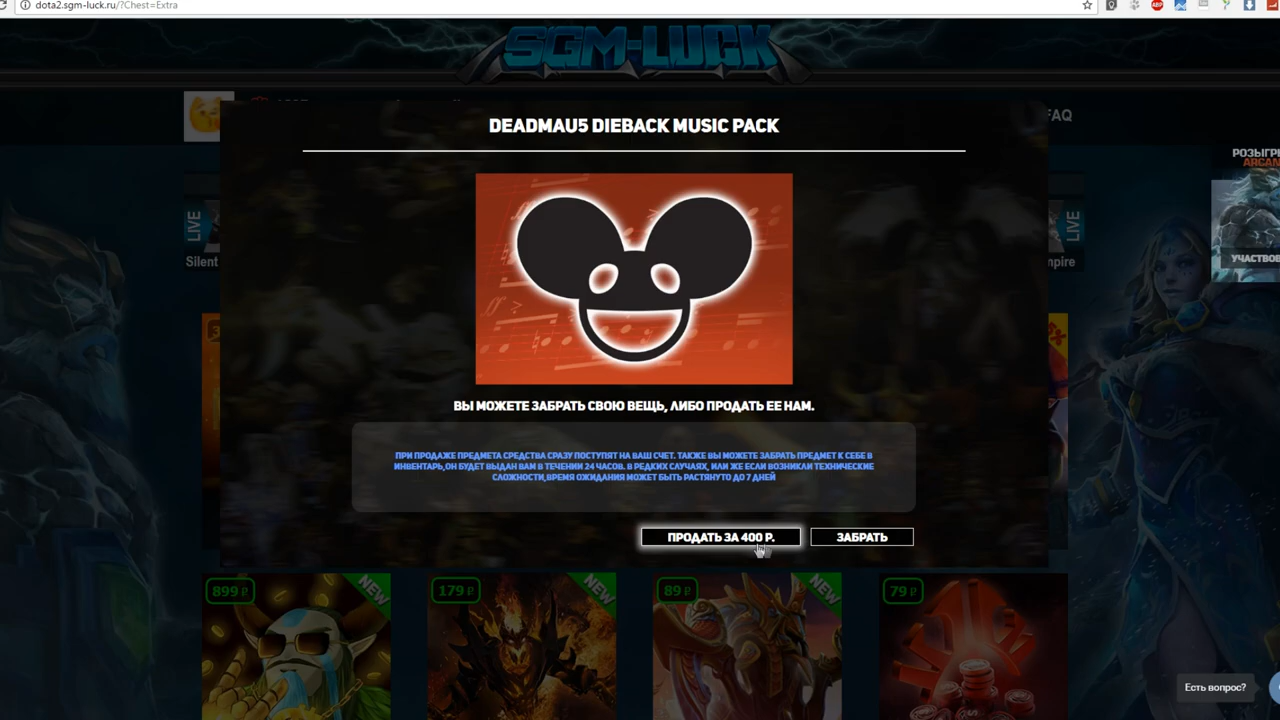 dota2.sgm-luck.ru/?Chest=Extra
ABP
SGM-LUCK
FAQ
DEADMAU5 DIEBACK MUSIC PACK
РОЗЫГР
ARCAN
LIVE
LIVE
Silent
mpire
УЧАСТВОВ
ВЫ МОЖЕТЕ ЗАБРАТЬ СВОЮ ВЕЩЬ, ЛИБО ПРОДАТЬ ЕЕ НАМ.
ПРИ ПРОДАЖЕ ПРЕДМЕТА СРЕДСТВА СРАЗУ ПОСТУПЯТ НА ВАШ СЧЕТ. ТАКЖЕ ВЫ МОЖЕТЕ ЗАБРАТЬ ПРЕДМЕТ К СЕБЕ В
ИНВЕНТАРЬ,ОН БУДЕТ ВЫДАН ВАМ В ТЕЧЕНИИ 24 ЧАСОВ. В РЕДКИХ СЛУЧАЯХ, ИЛИ ЖЕ ЕСЛИ ВОЗНИКЛИ ТЕХНИЧЕСКИЕ
СЛОЖНОСТИ,ВРЕМЯ ОЖИДАНИЯ МОЖЕТ БЫТЬ РАСТЯНУТО ДО 7 ДНЕЙ
ПРОДАТЬ ЗА 400 Р.
ЗАБРАТЬ
899 ₽
NEW
179 ₽
NEW
89 ₽
NEW
79 ₽
Есть вопрос?